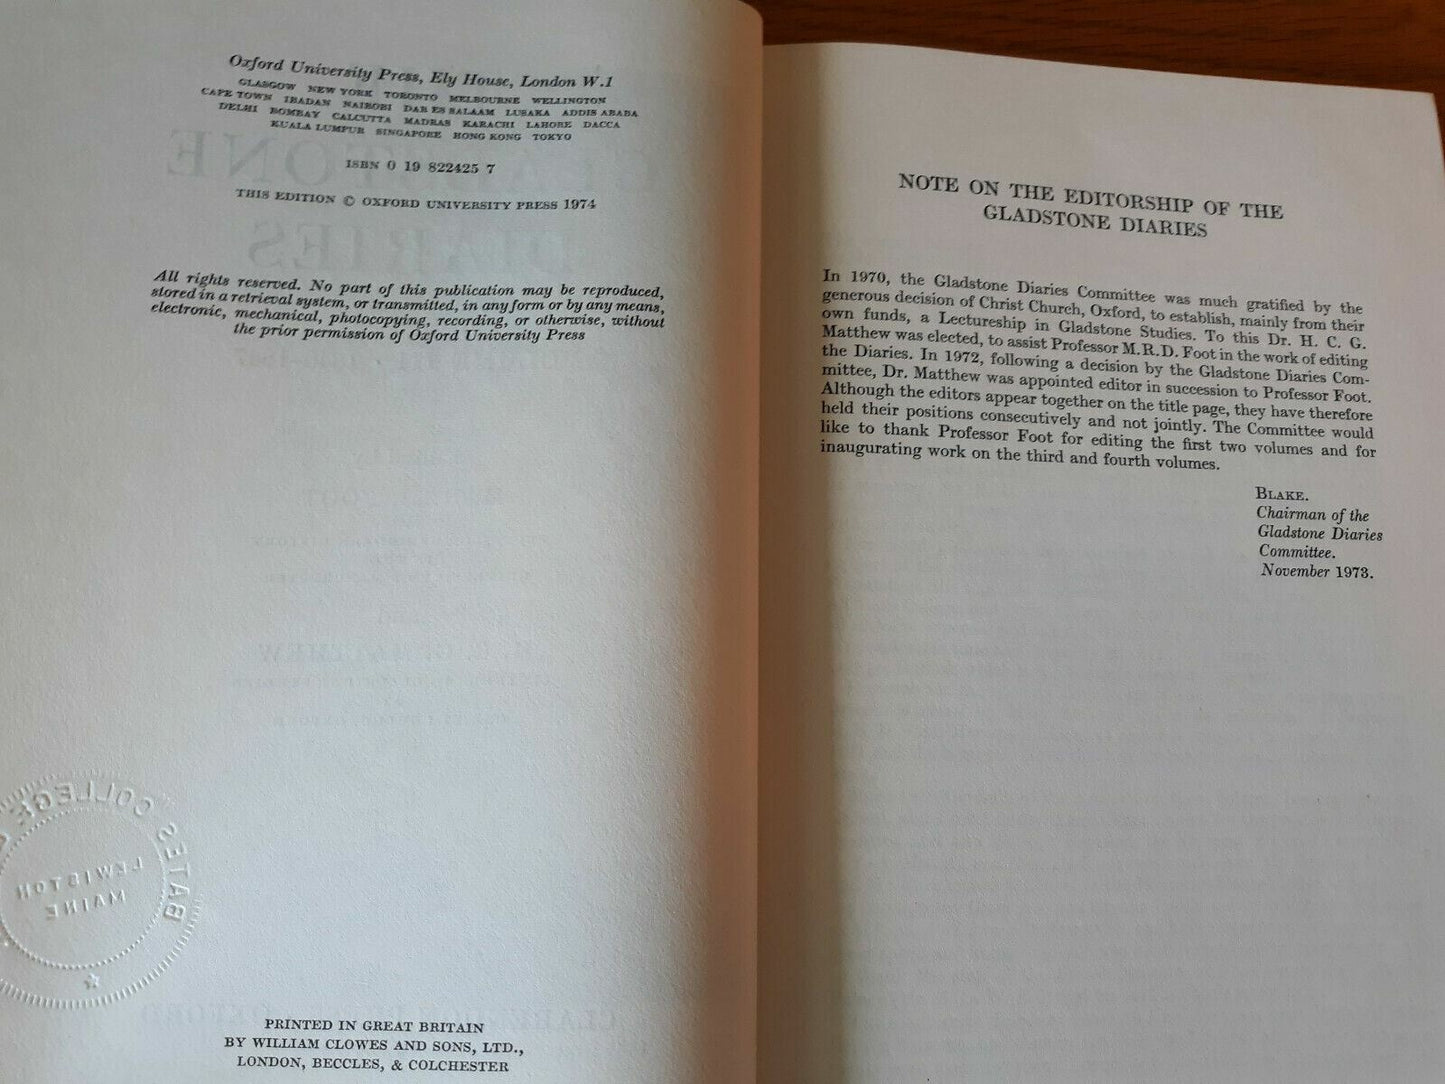 Oxford University Press, Ely House, London W.1
GLASGOW NEW YORK TORONTO MELBOURNE WELLINGTON
CAPE TOWN IBADAN NAIROBI DAR ES SALAAM LUSAKA ADDIS ABABA
DELHI BOMBAY CALCUTTA MADRAS KARACHI LAHORE DACCA
KUALA LUMPUR SINGAPORE HONG KONG TOKYO
ISBN 0 19 822425 7
THIS EDITION © OXFORD UNIVERSITY PRESS 1974
All rights reserved. No part of this publication may be reproduced,
stored in a retrieval system, or transmitted, in any form or by any means,
electronic, mechanical, photocopying, recording, or otherwise, without
the prior permission of Oxford University Press
BATES COLLEGE
LEWISTON
MAINE
PRINTED IN GREAT BRITAIN
BY WILLIAM CLOWES AND SONS, LTD.,
LONDON, BECCLES, & COLCHESTER
NOTE ON THE EDITORSHIP OF THE
GLADSTONE DIARIES
In 1970, the Gladstone Diaries Committee was much gratified by the
generous decision of Christ Church, Oxford, to establish, mainly from their
own funds, a Lectureship in Gladstone Studies. To this Dr. H. C. G.
Matthew was elected, to assist Professor M.R.D. Foot in the work of editing
the Diaries. In 1972, following a decision by the Gladstone Diaries Com-
mittee, Dr. Matthew was appointed editor in succession to Professor Foot.
Although the editors appear together on the title page, they have therefore
held their positions consecutively and not jointly. The Committee would
like to thank Professor Foot for editing the first two volumes and for
inaugurating work on the third and fourth volumes.
BLAKE.
Chairman of the
Gladstone Diaries
Committee.
November 1973.